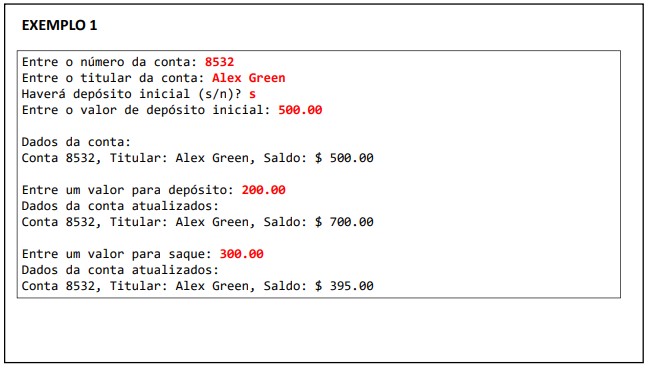 EXEMPLO 1
Entre o número da conta: 8532
Entre o titular da conta: Alex Green
Haverá depósito inicial (s/n)? s
Entre o valor de depósito inicial: 500.00
Dados da conta:
Conta 8532, Titular: Alex Green, Saldo: $ 500.00
Entre um valor para depósito: 200.00
Dados da conta atualizados:
Conta 8532, Titular: Alex Green, Saldo: $ 700.00
Entre um valor para saque: 300.00
Dados da conta atualizados:
Conta 8532, Titular: Alex Green, Saldo: $ 395.00